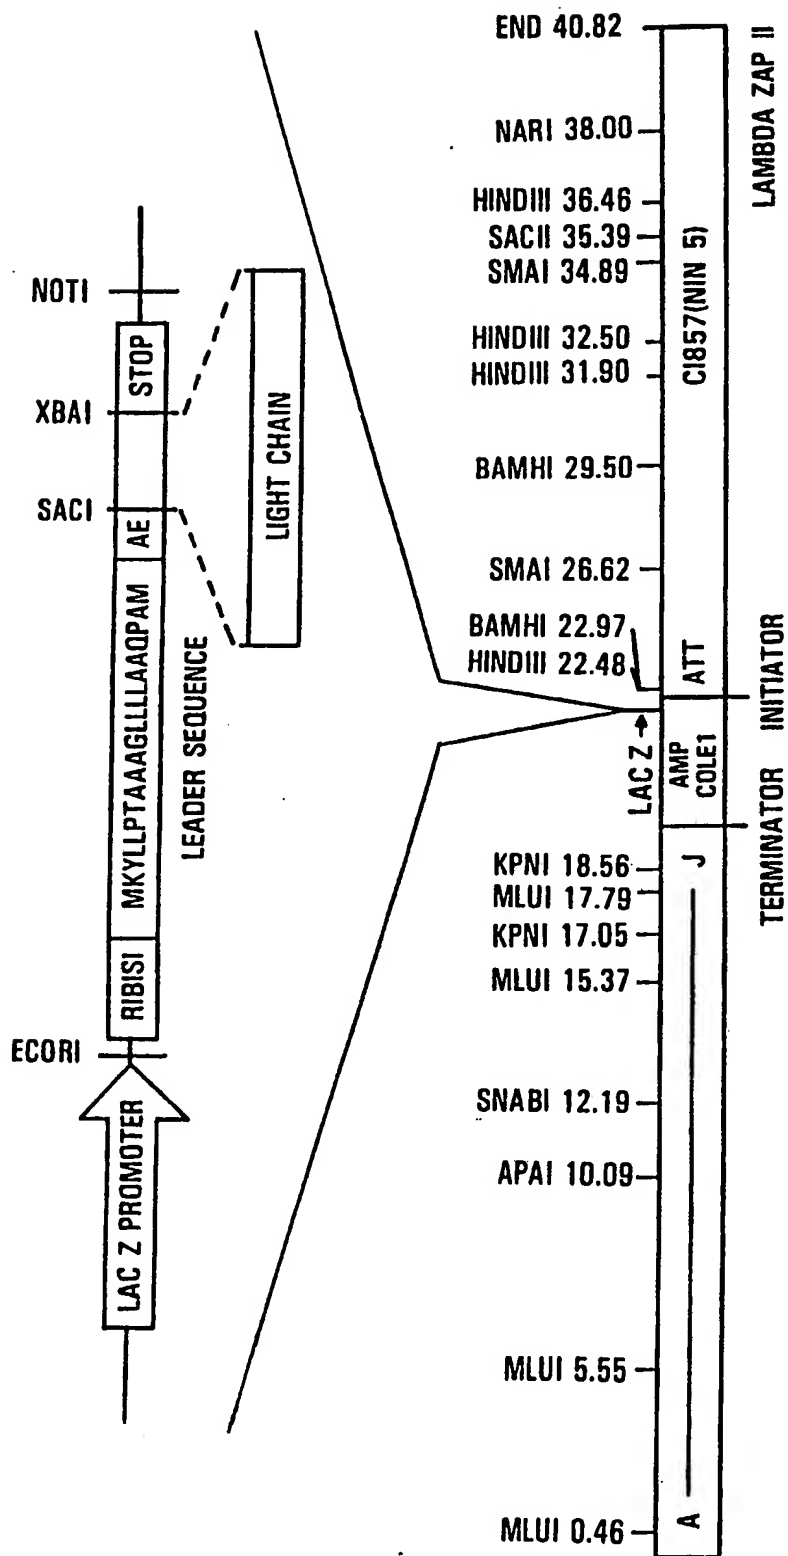 NOTI
XBAI
SACI
ECORI
STOP
AE
MKYLLPTAAAGLLLLAAQPAM
RIBISI
LAC Z PROMOTER
LEADER SEQUENCE
LIGHT CHAIN
END 40.82
NARI 38.00
HINDIII 36.46
SACII 35.39
SMAI 34.89
HINDIII 32.50
HINDIII 31.90
BAMHI 29.50
SMAI 26.62
BAMHI 22.97
HINDIII 22.48
LAC Z
KPNI 18.56
MLUI 17.79
KPNI 17.05
MLUI 15.37
SNABI 12.19
APAI 10.09
MLUI 5.55
MLUI 0.46
CI857(NIN 5)
ATT
AMP
COLE1
J
A
LAMBDA ZAP II
INITIATOR
TERMINATOR